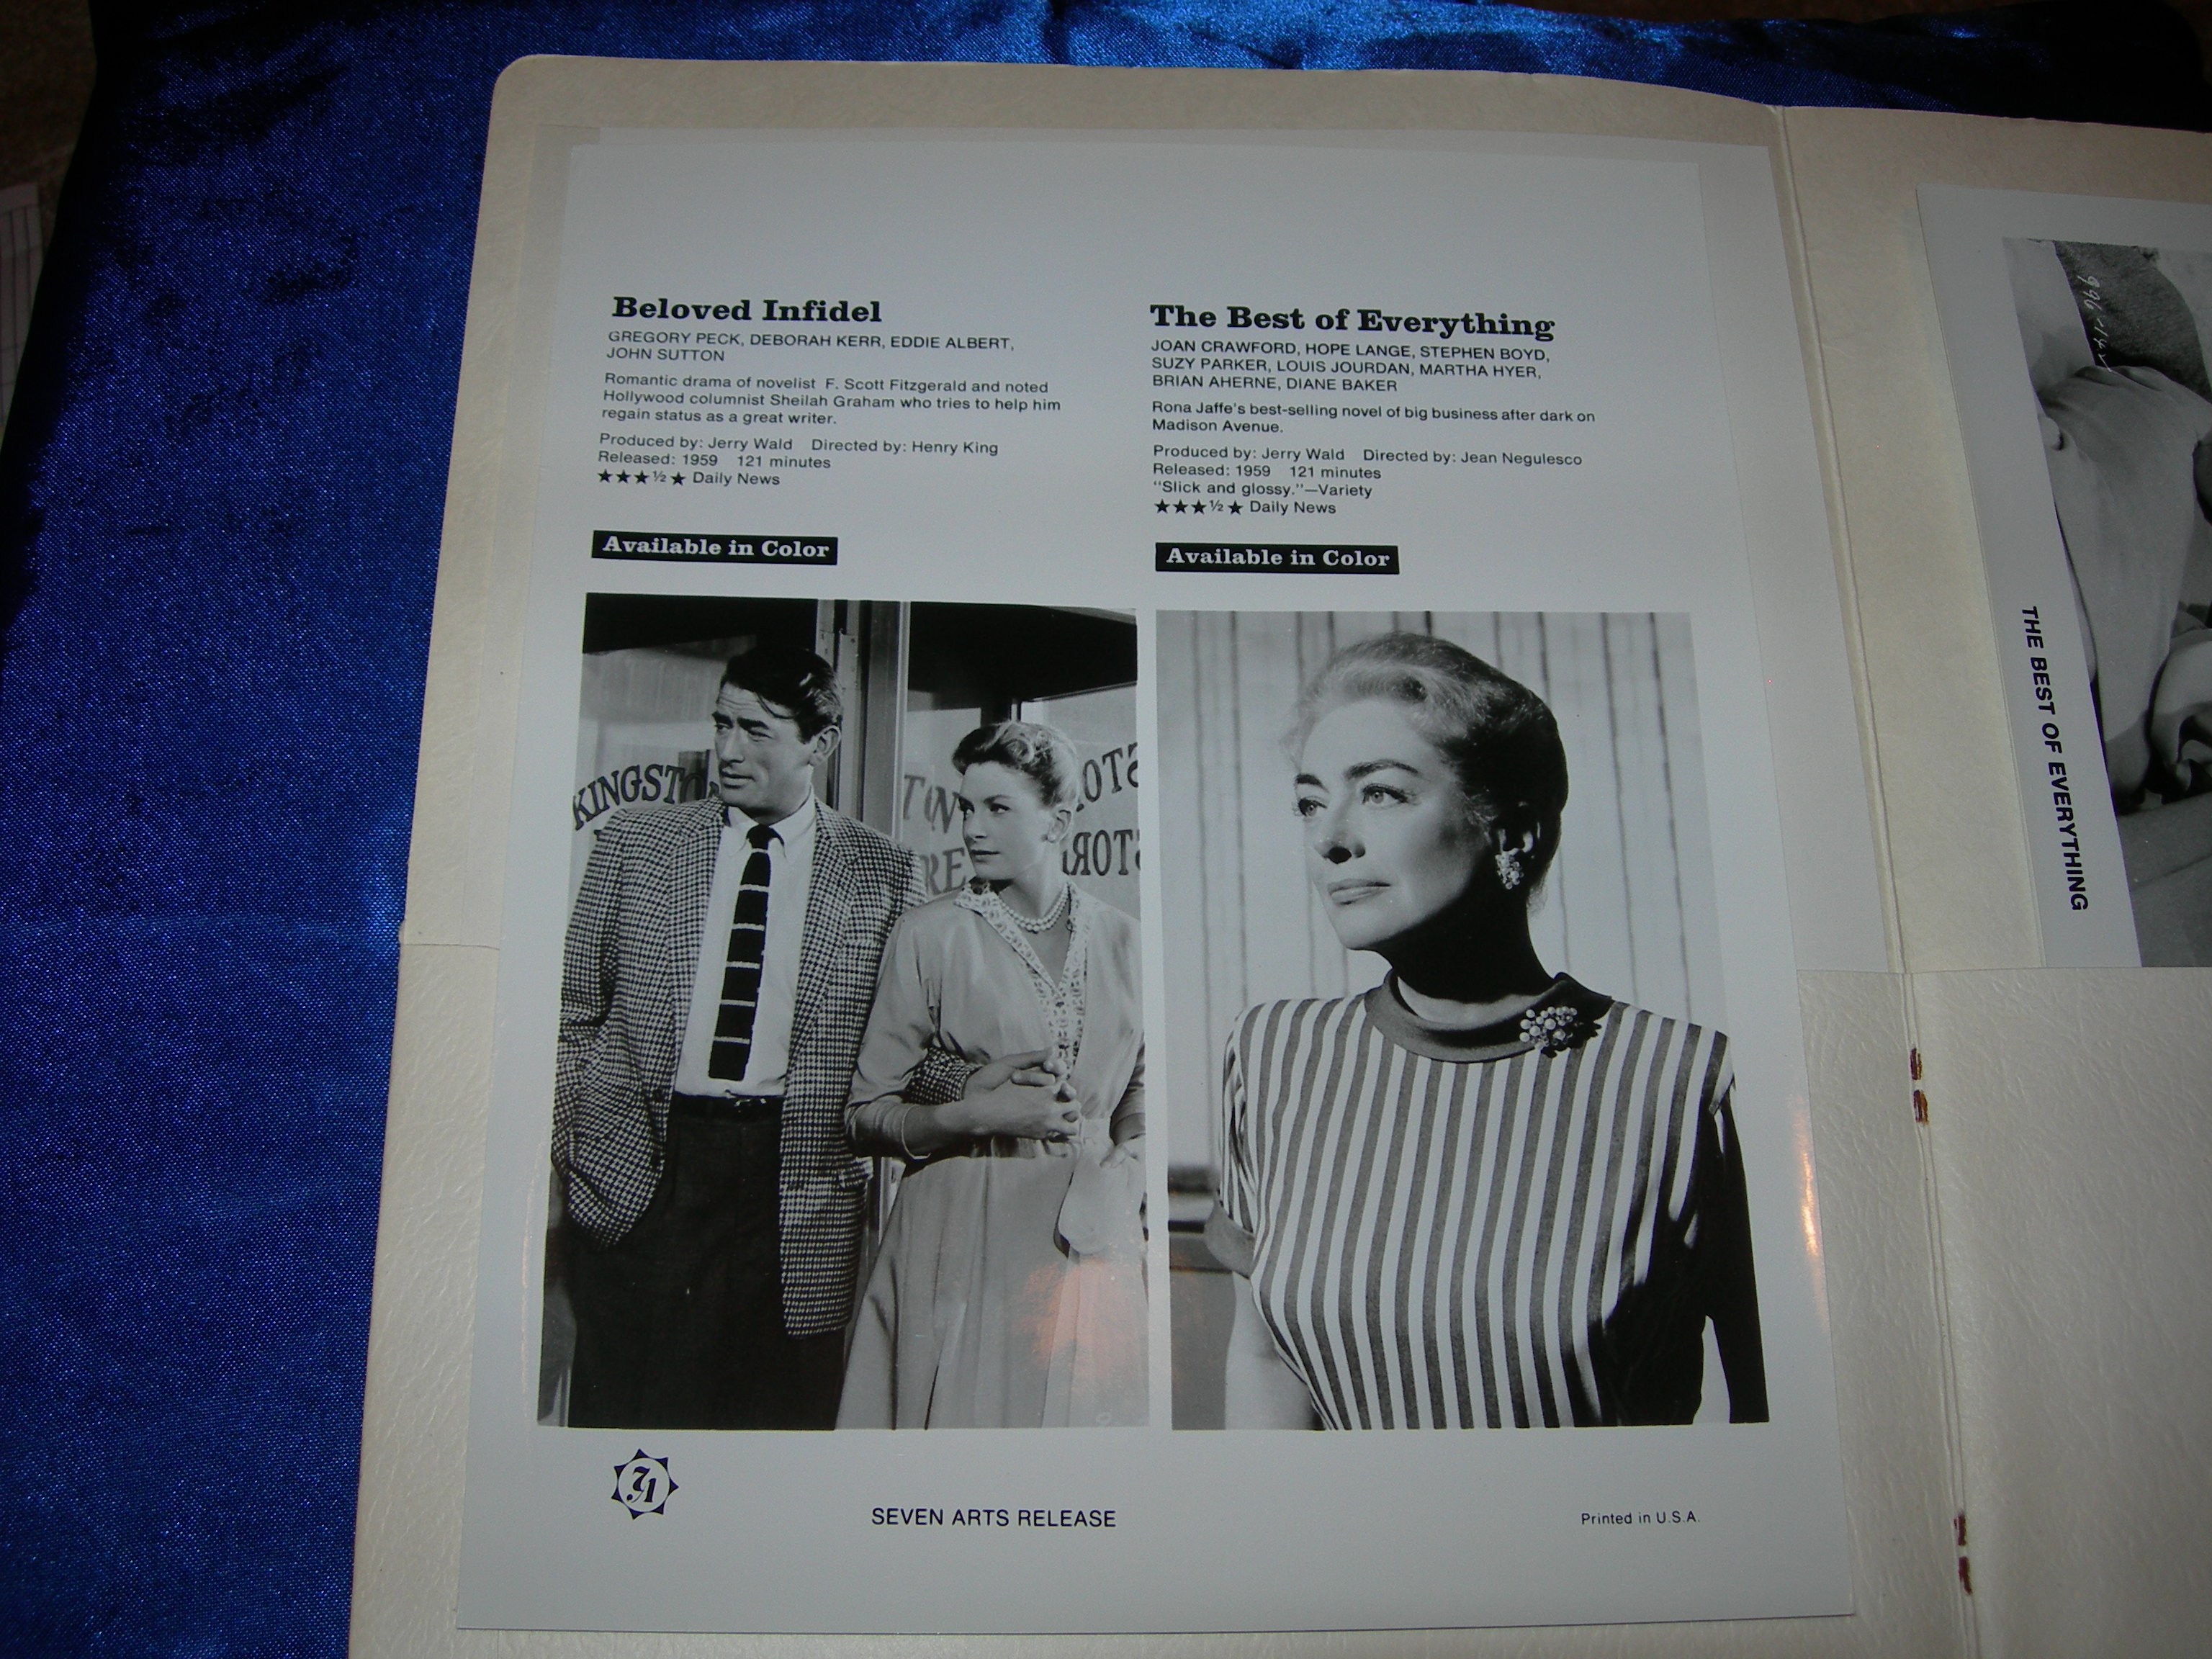 Beloved Infidel
GREGORY PECK, DEBORAH KERR, EDDIE ALBERT,
JOHN SUTTON
Romantic drama of novelist F. Scott Fitzgerald and noted
Hollywood columnist Sheilah Graham who tries to help him
regain status as a great writer.
Produced by: Jerry Wald Directed by: Henry King
Released: 1959 121 minutes
★★★½★ Daily News
Available in Color
The Best of Everything
JOAN CRAWFORD, HOPE LANGE, STEPHEN BOYD,
SUZY PARKER, LOUIS JOURDAN, MARTHA HYER,
BRIAN AHERNE, DIANE BAKER
Rona Jaffe's best-selling novel of big business after dark on
Madison Avenue.
Produced by: Jerry Wald Directed by: Jean Negulesco
Released: 1959 121 minutes
"Slick and glossy."—Variety
★★★½★ Daily News
Available in Color
KINGSTO
SEVEN ARTS RELEASE
Printed in U.S.A.
THE BEST OF EVERYTHING